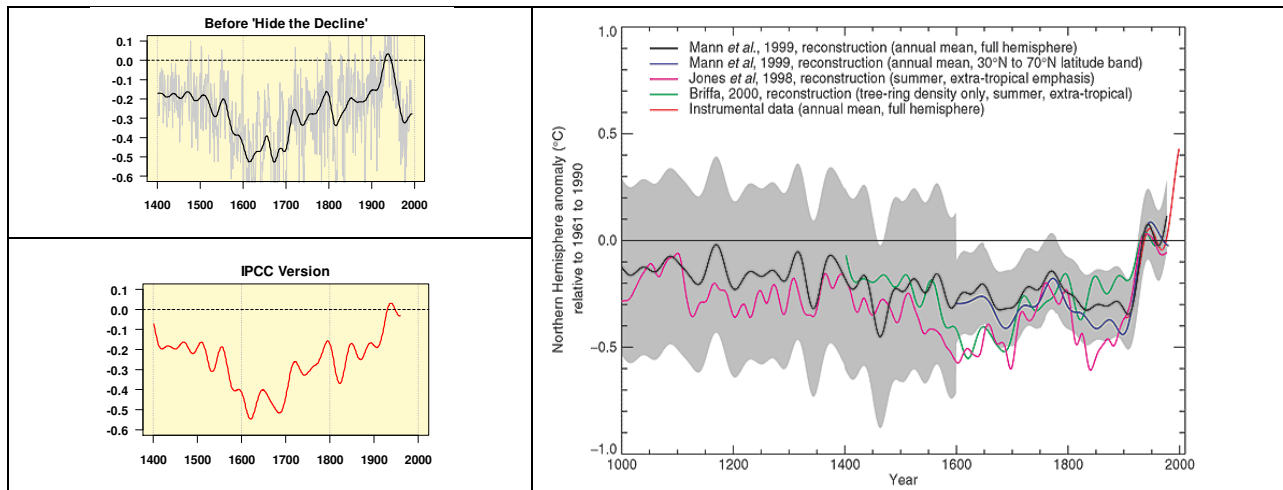 Before 'Hide the Decline'
0.1
0.0
-0.1
-0.2
-0.3
-0.4
-0.5
-0.6
1400 1500 1600 1700 1800 1900 2000
IPCC Version
0.1
0.0
-0.1
-0.2
-0.3
-0.4
-0.5
-0.6
1400 1500 1600 1700 1800 1900 2000
Mann et al., 1999, reconstruction (annual mean, full hemisphere)
Mann et al, 1999, reconstruction (annual mean, 30°N to 70°N latitude band)
Jones et al, 1998, reconstruction (summer, extra-tropical emphasis)
Briffa, 2000, reconstruction (tree-ring density only, summer, extra-tropical)
Instrumental data (annual mean, full hemisphere)
Northern Hemisphere anomaly (°C)
relative to 1961 to 1990
1.0
0.5
0.0
−0.5
−1.0
1000 1200 1400 1600 1800 2000
Year